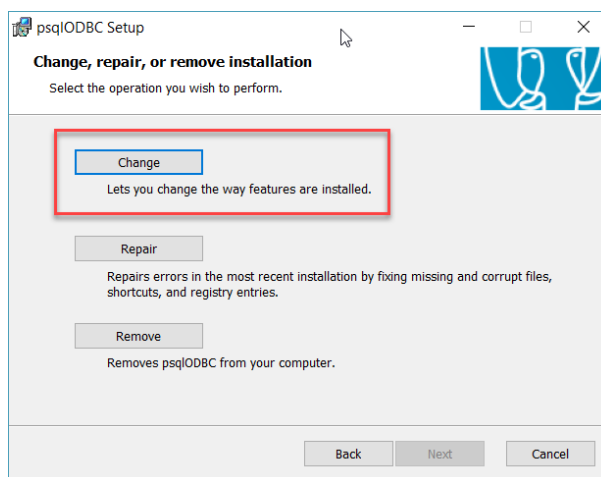 psqlODBC Setup
Change, repair, or remove installation
Select the operation you wish to perform.
Change
Lets you change the way features are installed.
Repair
Repairs errors in the most recent installation by fixing missing and corrupt files,
shortcuts, and registry entries.
Remove
Removes psqlODBC from your computer.
Back
Next
Cancel